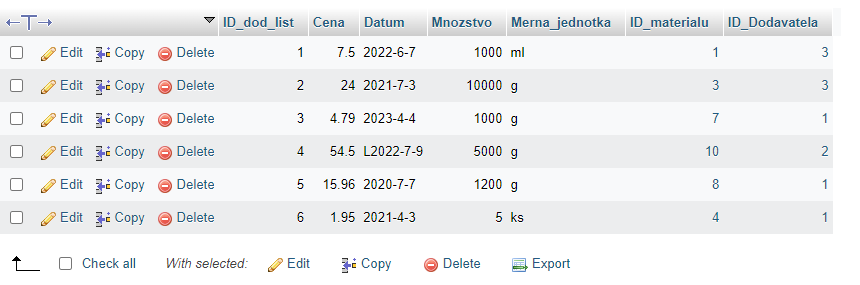 ID_dod_list Cena Datum Mnozstvo Merna_jednotka ID_materialu ID_Dodavatela
Edit Copy Delete 1 7.5 2022-6-7 1000 ml 1 3
Edit Copy Delete 2 24 2021-7-3 10000 g 3 3
Edit Copy Delete 3 4.79 2023-4-4 1000 g 7 1
Edit Copy Delete 4 54.5 L2022-7-9 5000 g 10 2
Edit Copy Delete 5 15.96 2020-7-7 1200 g 8 1
Edit Copy Delete 6 1.95 2021-4-3 5 ks 4 1
Check all With selected: Edit Copy Delete Export